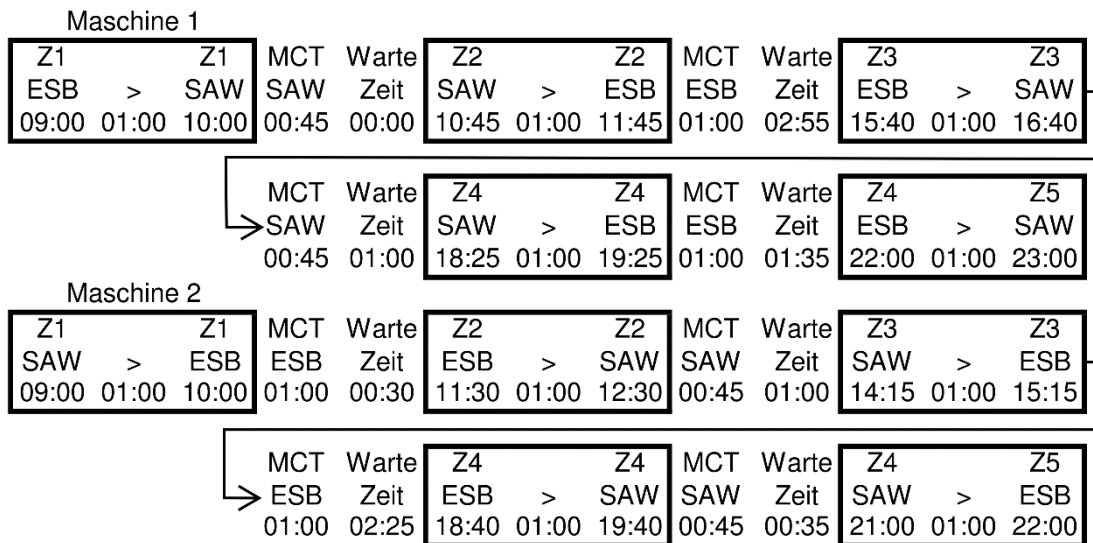 Maschine 1
Z1 Z1 MCT Warte Z2 Z2 MCT Warte Z3 Z3
ESB > SAW SAW Zeit SAW > ESB ESB Zeit ESB > SAW
09:00 01:00 10:00 00:45 00:00 10:45 01:00 11:45 01:00 02:55 15:40 01:00 16:40
MCT Warte Z4 Z4 MCT Warte Z4 Z5
SAW Zeit SAW > ESB ESB Zeit ESB > SAW
00:45 01:00 18:25 01:00 19:25 01:00 01:35 22:00 01:00 23:00
Maschine 2
Z1 Z1 MCT Warte Z2 Z2 MCT Warte Z3 Z3
SAW > ESB ESB Zeit ESB > SAW SAW Zeit SAW > ESB
09:00 01:00 10:00 01:00 00:30 11:30 01:00 12:30 00:45 01:00 14:15 01:00 15:15
MCT Warte Z4 Z4 MCT Warte Z4 Z5
ESB Zeit ESB > SAW SAW Zeit SAW > ESB
01:00 02:25 18:40 01:00 19:40 00:45 00:35 21:00 01:00 22:00